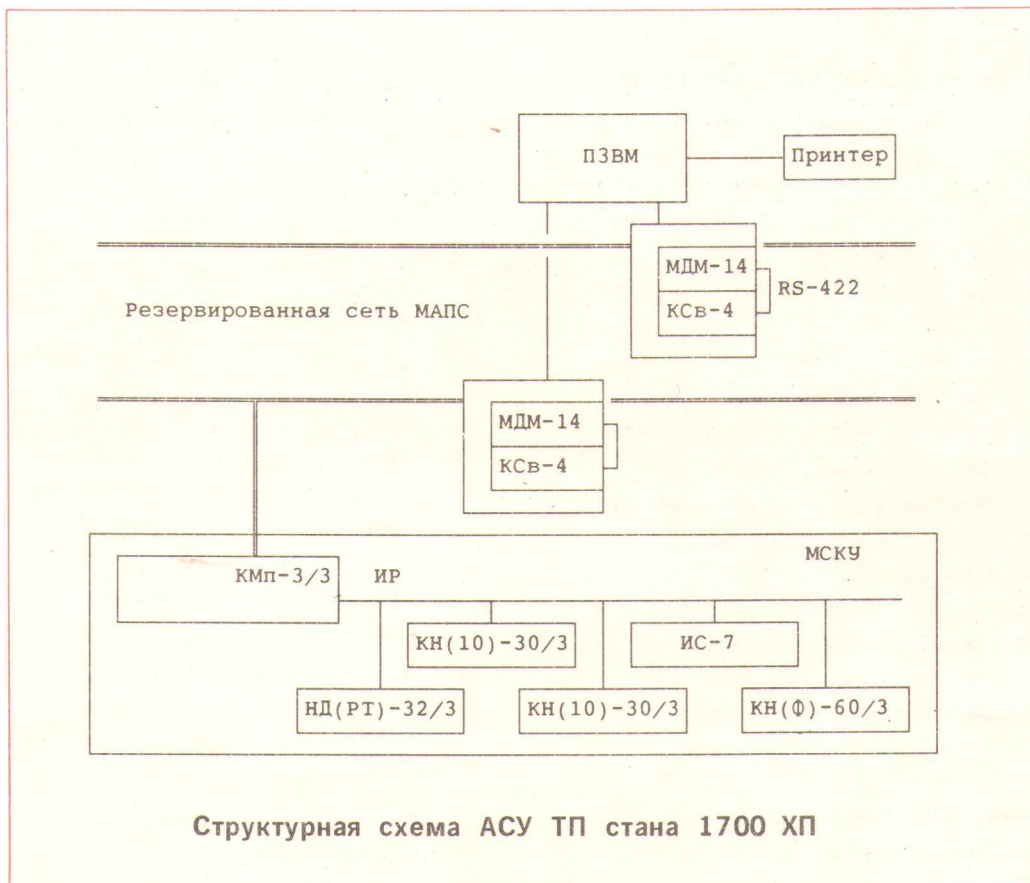 ПЗВМ
Принтер
МДМ-14
КСв-4
RS-422
Резервированная сеть МАПС
МДМ-14
КСв-4
МСКУ
КМп-3/3
ИР
КН(10)-30/3
ИС-7
НД(РТ)-32/3
КН(10)-30/3
КН(Ф)-60/3
Структурная схема АСУ ТП стана 1700 ХП